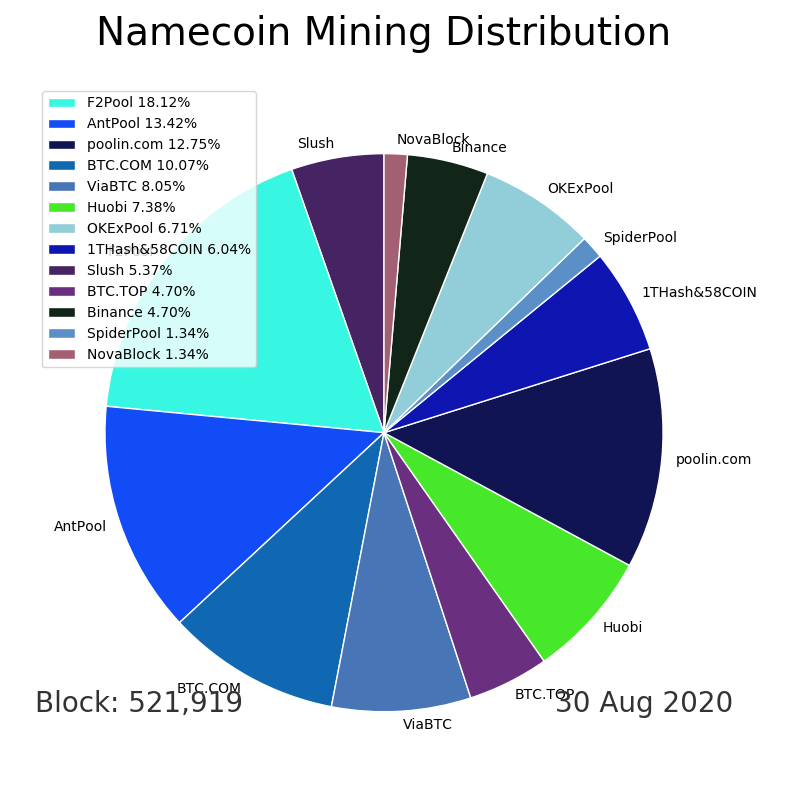 Namecoin Mining Distribution
F2Pool 18.12%
AntPool 13.42%
poolin.com 12.75%
BTC.COM 10.07%
ViaBTC 8.05%
Huobi 7.38%
OKExPool 6.71%
1THash&58COIN 6.04%
Slush 5.37%
BTC.TOP 4.70%
Binance 4.70%
SpiderPool 1.34%
NovaBlock 1.34%
Slush
NovaBlock
Binance
OKExPool
SpiderPool
1THash&58COIN
poolin.com
Huobi
BTC.TOP
ViaBTC
BTC.COM
AntPool
Block: 521,919
30 Aug 2020